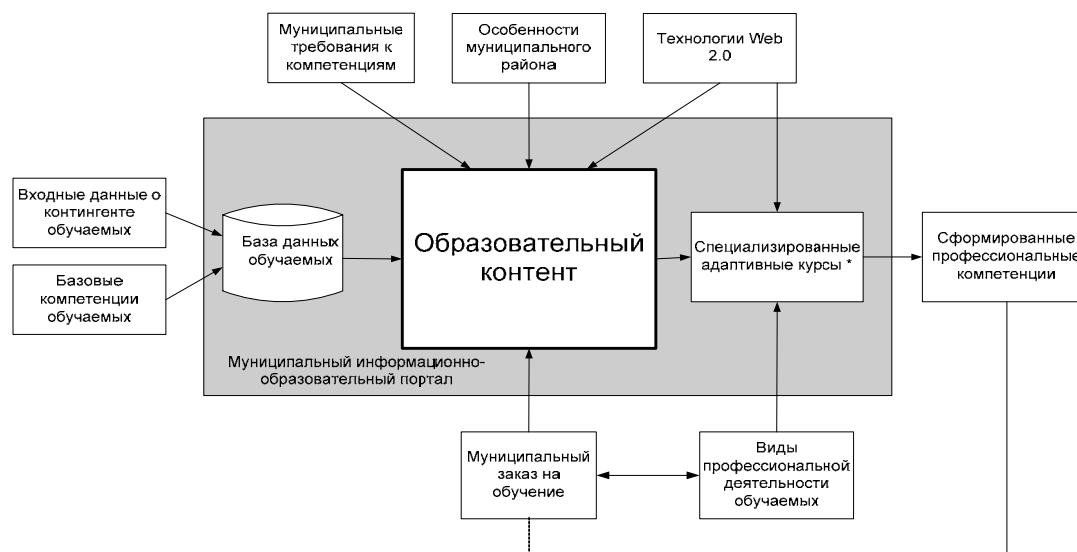 Муниципальные
требования к
компетенциям
Особенности
муниципального
района
Технологии Web
2.0
Входные данные о
контингенте
обучаемых
Базовые
компетенции
обучаемых
База данных
обучаемых
Образовательный
контент
Специализированные
адаптивные курсы *
Сформированные
профессиональные
компетенции
Муниципальный информационно-
образовательный портал
Муниципальный
заказ на
обучение
Виды
профессиональной
деятельности
обучаемых